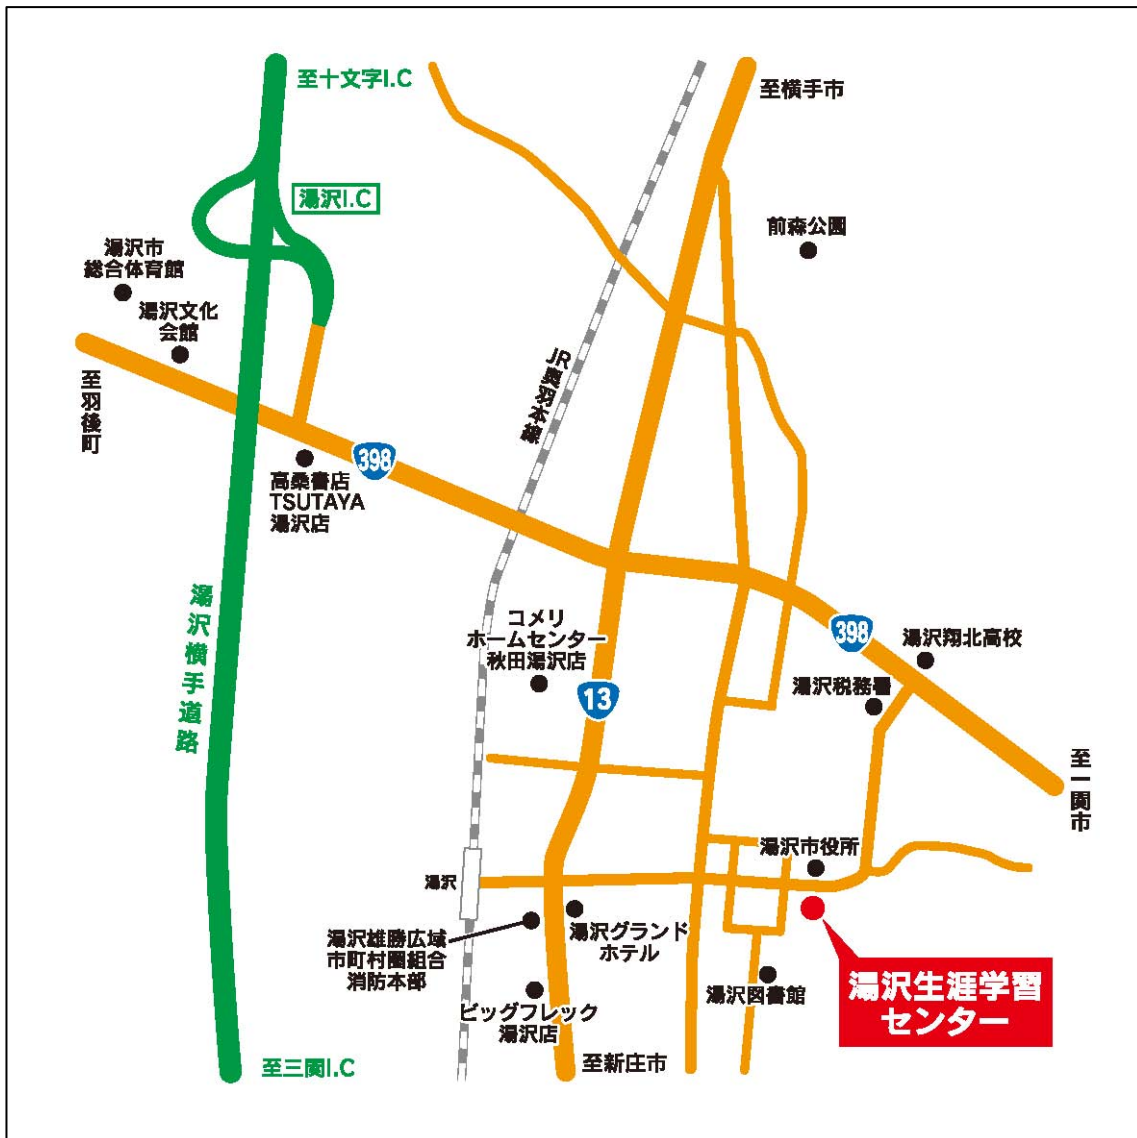 至十文字I.C
至横手市
湯沢I.C
前森公園
湯沢市
総合体育館
湯沢文化
会館
至羽後町
JR奥羽本線
398
高桑書店
TSUTAYA
湯沢店
湯沢横手道路
コメリ
ホームセンター
秋田湯沢店
13
398
湯沢翔北高校
湯沢税務署
至一関市
湯沢市役所
湯沢
湯沢雄勝広域
市町村圏組合
消防本部
湯沢グランド
ホテル
湯沢図書館
湯沢生涯学習
センター
ビッグフレック
湯沢店
至三関I.C
至新庄市